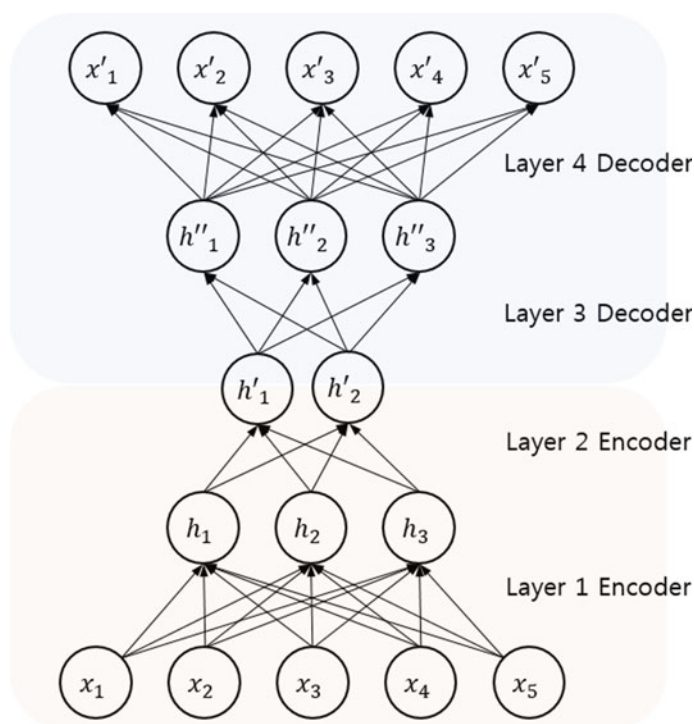 x′₁ x′₂ x′₃ x′₄ x′₅
Layer 4 Decoder
h′′₁ h′′₂ h′′₃
Layer 3 Decoder
h′₁ h′₂
Layer 2 Encoder
h₁ h₂ h₃
Layer 1 Encoder
x₁ x₂ x₃ x₄ x₅